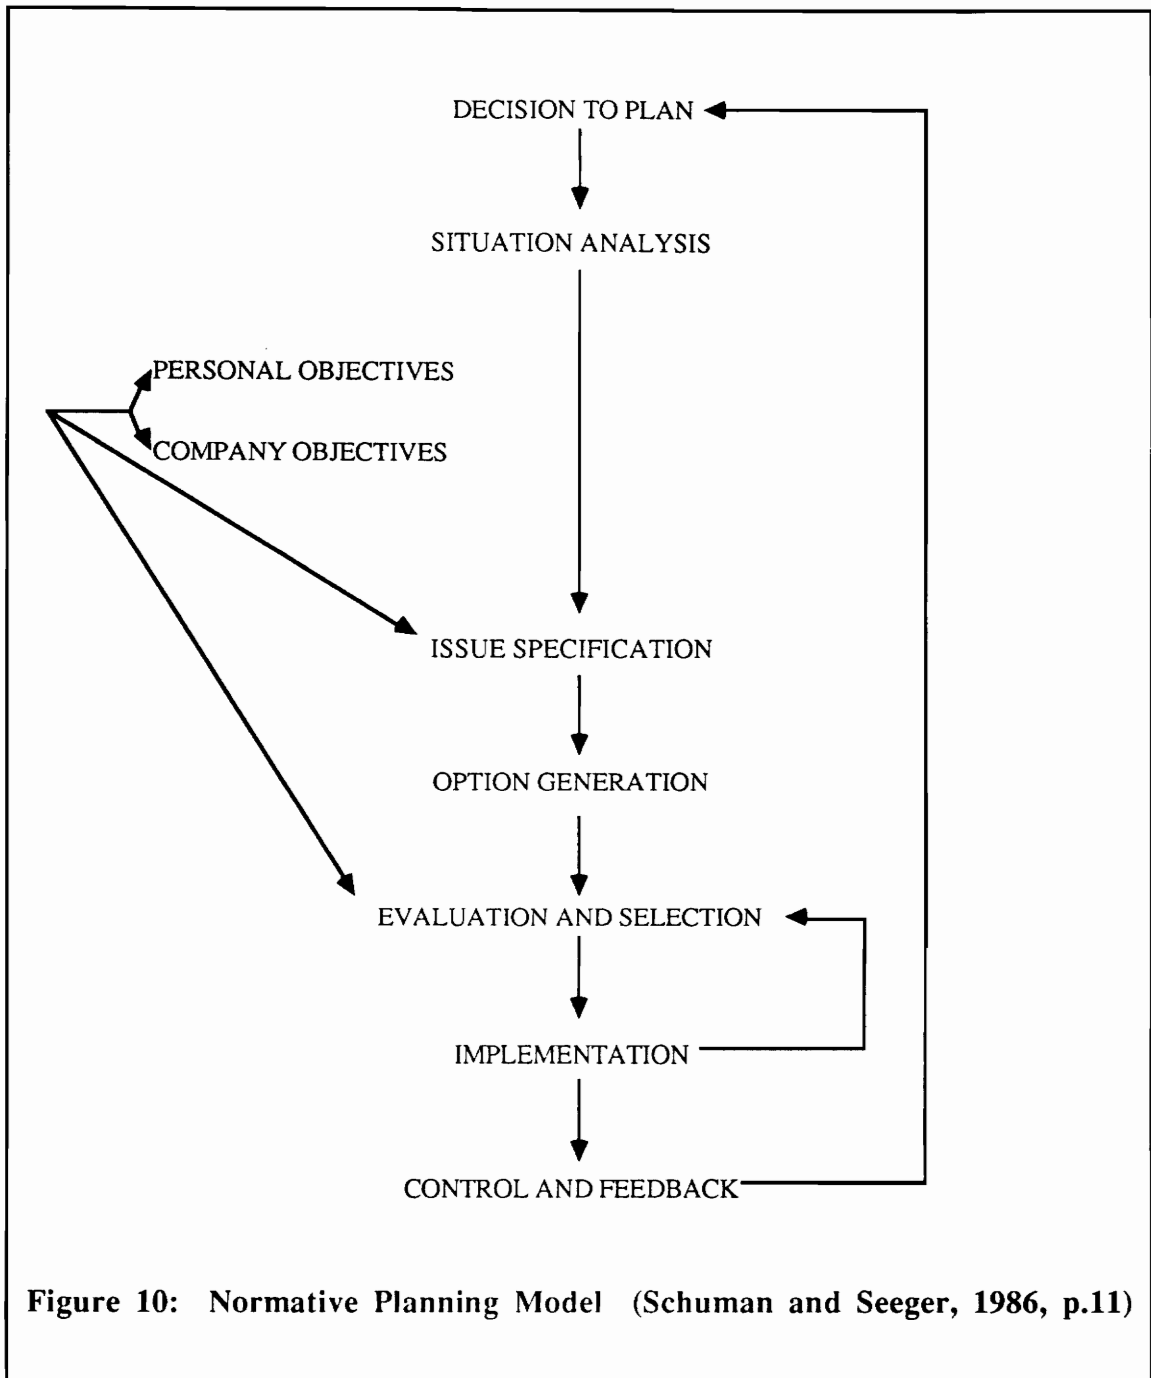 DECISION TO PLAN
SITUATION ANALYSIS
PERSONAL OBJECTIVES
COMPANY OBJECTIVES
ISSUE SPECIFICATION
OPTION GENERATION
EVALUATION AND SELECTION
IMPLEMENTATION
CONTROL AND FEEDBACK
Figure 10: Normative Planning Model (Schuman and Seeger, 1986, p.11)